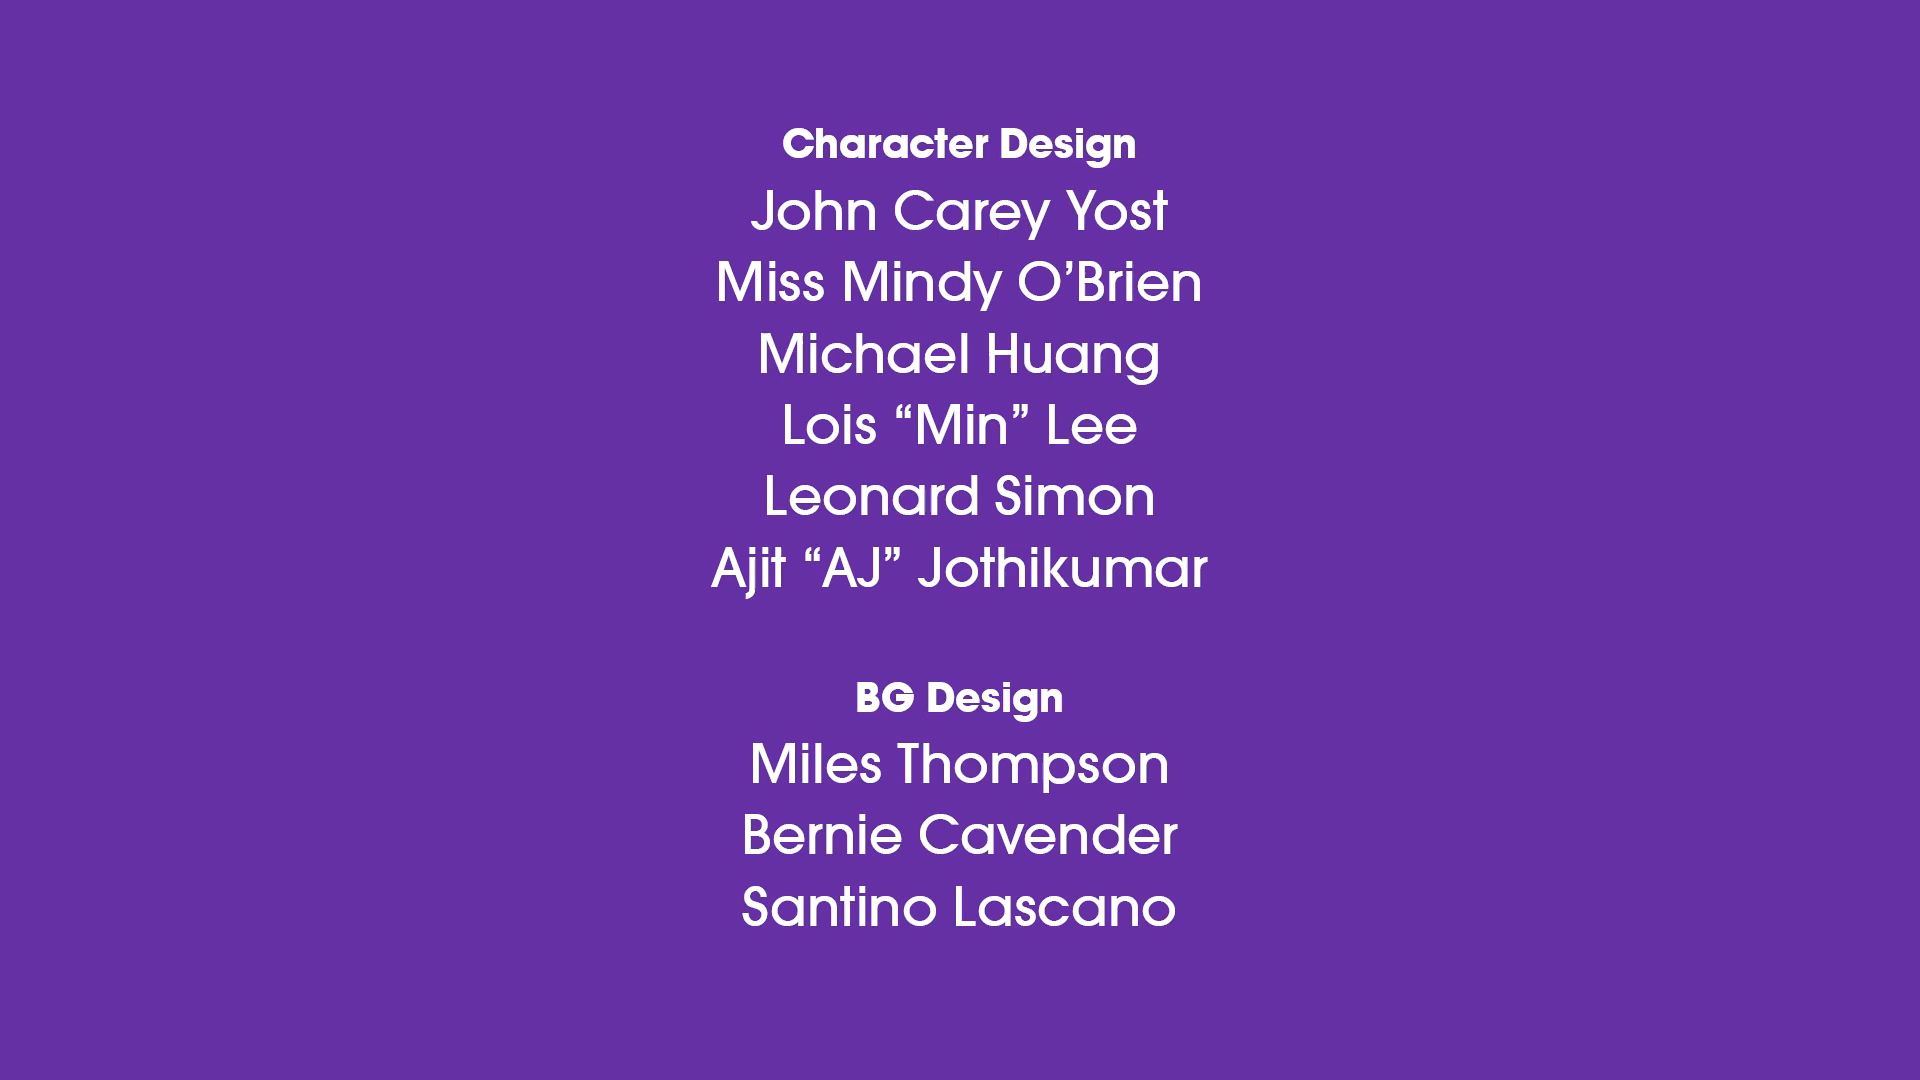 Character Design
John Carey Yost
Miss Mindy O’Brien
Michael Huang
Lois “Min” Lee
Leonard Simon
Ajit “AJ” Jothikumar
BG Design
Miles Thompson
Bernie Cavender
Santino Lascano